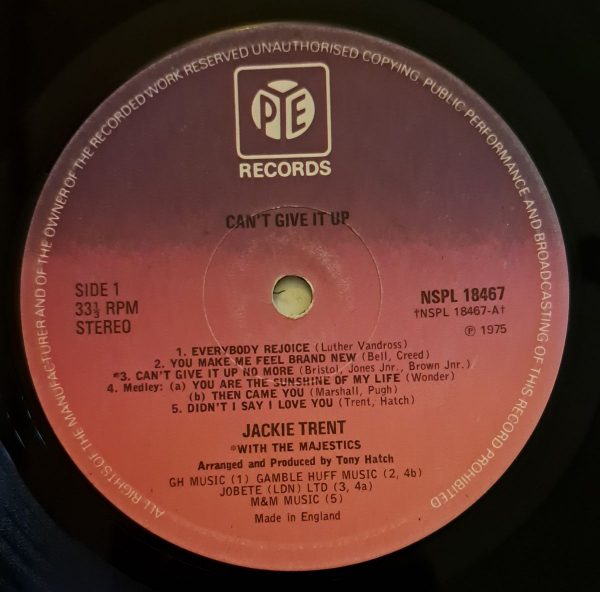 ALL RIGHTS OF THE MANUFACTURER AND OF THE OWNER OF THE RECORDED WORK RESERVED UNAUTHORISED COPYING PUBLIC PERFORMANCE AND BROADCASTING OF THIS RECORD PROHIBITED
PYE
RECORDS
CAN'T GIVE IT UP
SIDE 1
33⅓ RPM
STEREO
NSPL 18467
†NSPL 18467-A†
℗ 1975
1. EVERYBODY REJOICE (Luther Vandross)
2. YOU MAKE ME FEEL BRAND NEW (Bell, Creed)
*3. CAN'T GIVE IT UP NO MORE (Bristol, Jones Jnr., Brown Jnr.)
4. Medley: (a) YOU ARE THE SUNSHINE OF MY LIFE (Wonder)
(b) THEN CAME YOU (Marshall, Pugh)
5. DIDN'T I SAY I LOVE YOU (Trent, Hatch)
JACKIE TRENT
*WITH THE MAJESTICS
Arranged and Produced by Tony Hatch
GH MUSIC (1) GAMBLE HUFF MUSIC (2, 4b)
JOBETE (LDN) LTD (3, 4a)
M&M MUSIC (5)
Made in England